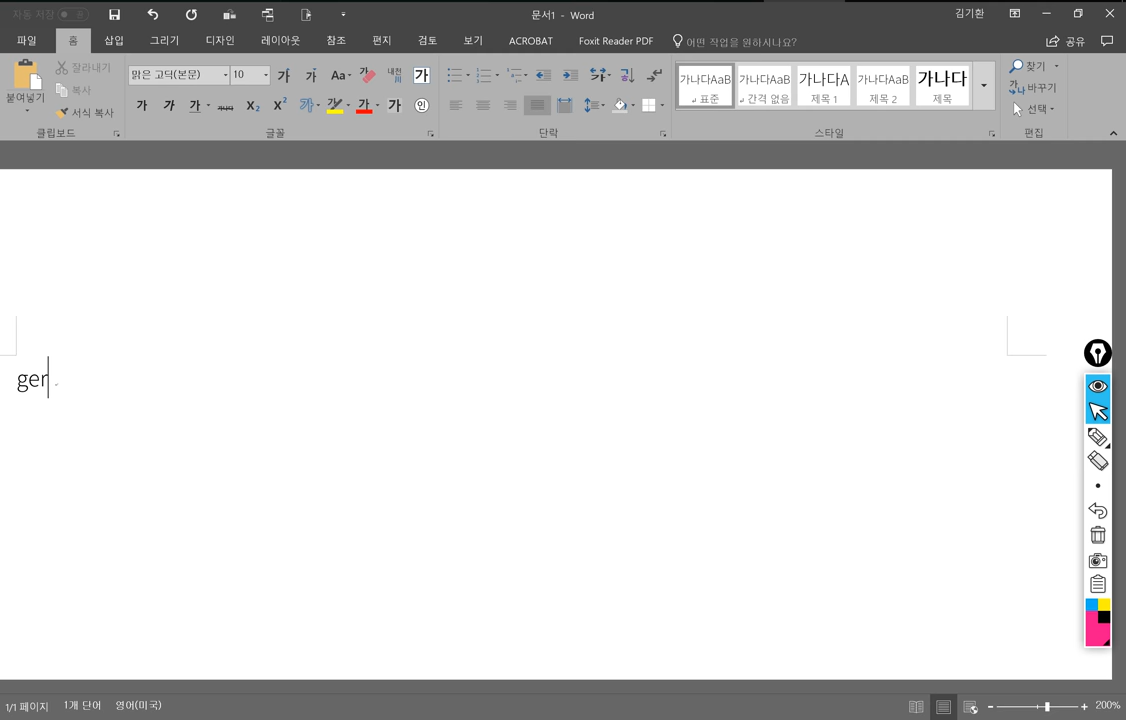 자동 저장
문서1 - Word
김기환
파일 홈 삽입 그리기 디자인 레이아웃 참조 편지 검토 보기 ACROBAT Foxit Reader PDF 어떤 작업을 원하시나요? 공유
붙여넣기
잘라내기
복사
서식 복사
클립보드
맑은 고딕(본문) 10 가 가 Aa 가 내천 川 가
가 가 가 가나다 X₂ X² 가 가 가 가 인
글꼴
단락
가나다AaB 표준
가나다AaB 간격 없음
가나다A 제목 1
가나다AaB 제목 2
가나다 제목
스타일
찾기
바꾸기
선택
편집
ger
1/1 페이지 1개 단어 영어(미국) 200%